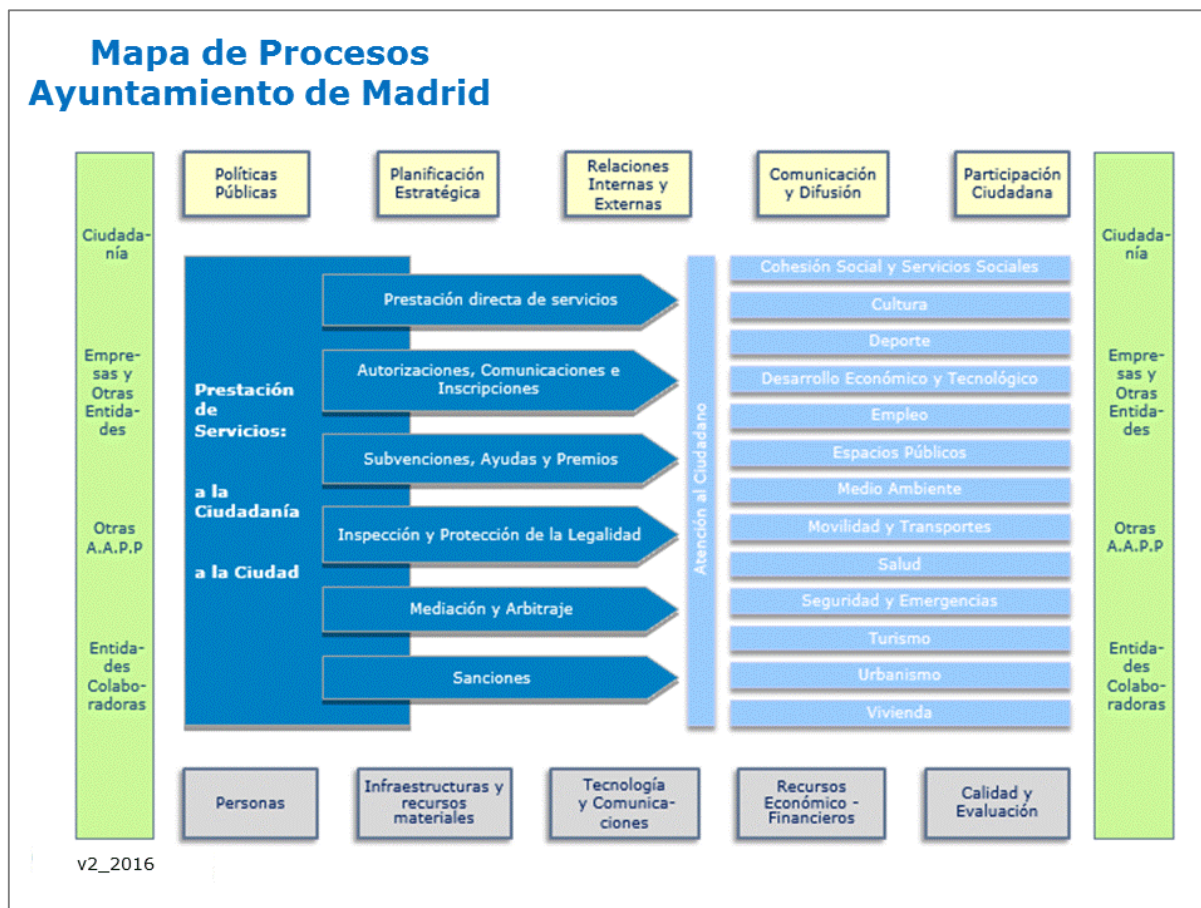 Mapa de Procesos
Ayuntamiento de Madrid
Ciudada-
nía
Empre-
sas y
Otras
Entida-
des
Otras
A.A.P.P
Entida-
des
Colabo-
radoras
Políticas
Públicas
Planificación
Estratégica
Relaciones
Internas y
Externas
Comunicación
y Difusión
Participación
Ciudadana
Prestación
de
Servicios:
a la
Ciudadanía
a la Ciudad
Prestación directa de servicios
Autorizaciones, Comunicaciones e
Inscripciones
Subvenciones, Ayudas y Premios
Inspección y Protección de la Legalidad
Mediación y Arbitraje
Sanciones
Atención al Ciudadano
Cohesión Social y Servicios Sociales
Cultura
Deporte
Desarrollo Económico y Tecnológico
Empleo
Espacios Públicos
Medio Ambiente
Movilidad y Transportes
Salud
Seguridad y Emergencias
Turismo
Urbanismo
Vivienda
Personas
Infraestructuras y
recursos
materiales
Tecnología
y Comunica-
ciones
Recursos
Económico -
Financieros
Calidad y
Evaluación
Ciudada-
nía
Empre-
sas y
Otras
Entida-
des
Otras
A.A.P.P
Entida-
des
Colabo-
radoras
v2_2016